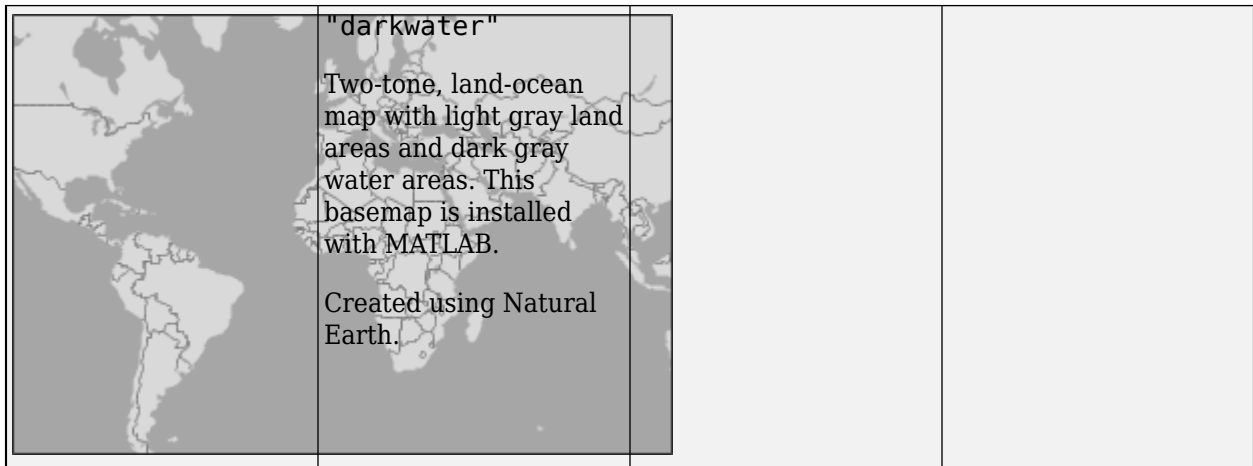 "darkwater"
Two-tone, land-ocean
map with light gray land
areas and dark gray
water areas. This
basemap is installed
with MATLAB.
Created using Natural
Earth.